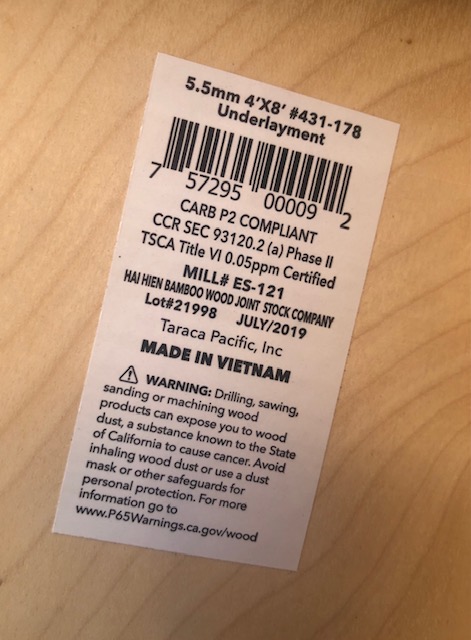 5.5mm 4'X8' #431-178
Underlayment
7 57295 00009 2
CARB P2 COMPLIANT
CCR SEC 93120.2 (a) Phase II
TSCA Title VI 0.05ppm Certified
MILL# ES-121
HAI HIEN BAMBOO WOOD JOINT STOCK COMPANY
Lot#21998 JULY/2019
Taraca Pacific, Inc
MADE IN VIETNAM
WARNING: Drilling, sawing,
sanding or machining wood
products can expose you to wood
dust, a substance known to the State
of California to cause cancer. Avoid
inhaling wood dust or use a dust
mask or other safeguards for
personal protection. For more
information go to
www.P65Warnings.ca.gov/wood